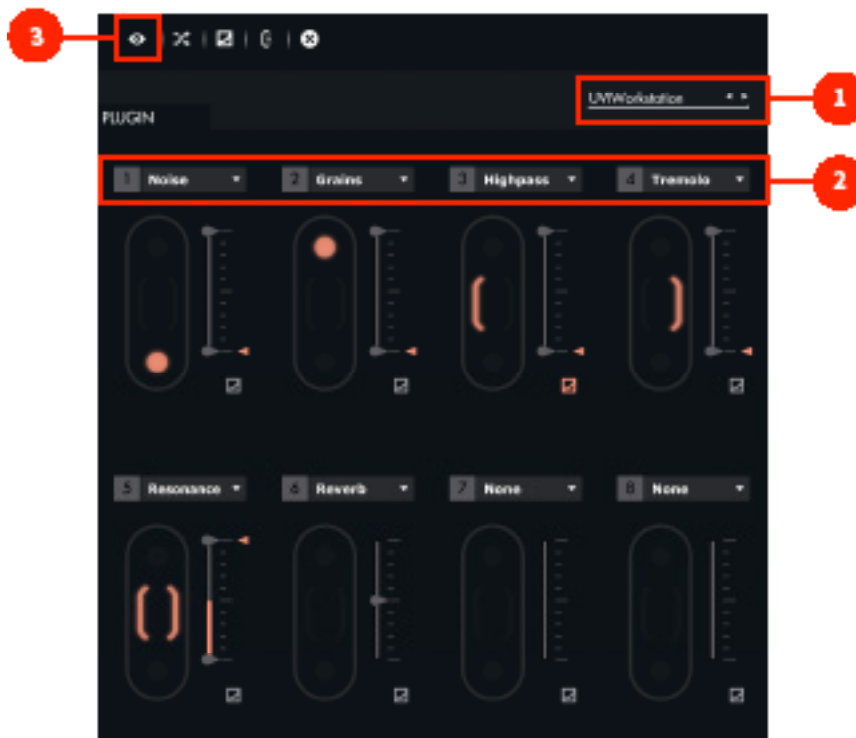 3
UVIWorkstation
1
PLUGIN
1 Noise 2 Grains 3 Highpass 4 Tremolo
2
5 Resonance 6 Reverb 7 None 8 None